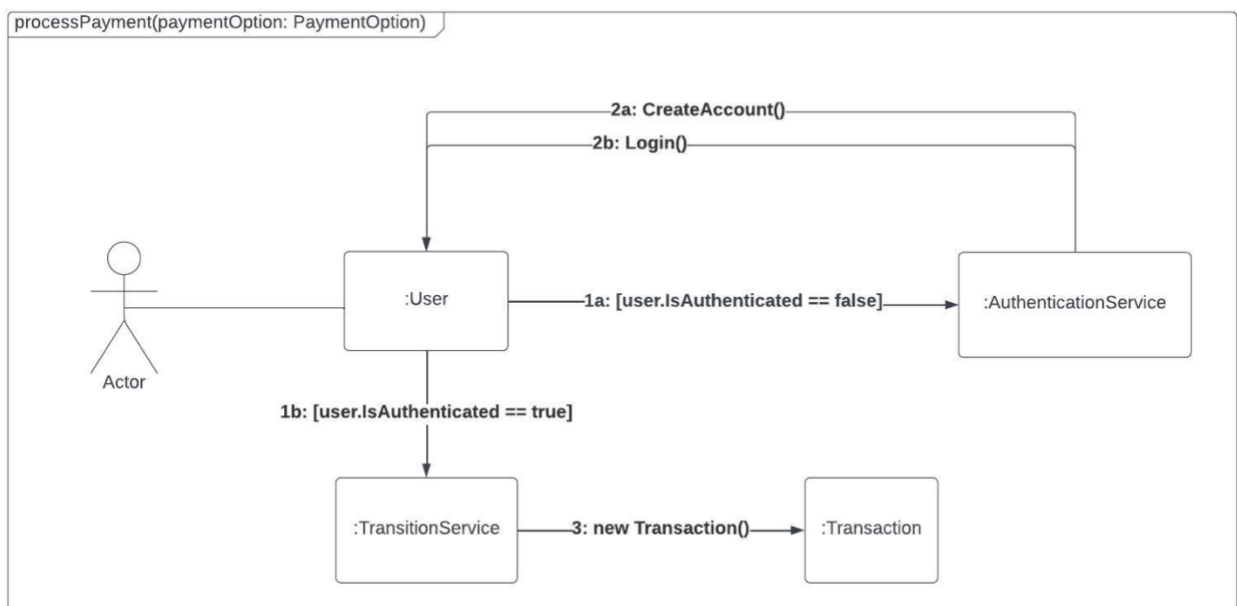 processPayment(paymentOption: PaymentOption)
2a: CreateAccount()
2b: Login()
:User
1a: [user.IsAuthenticated == false]
:AuthenticationService
Actor
1b: [user.IsAuthenticated == true]
:TransitionService
3: new Transaction()
:Transaction